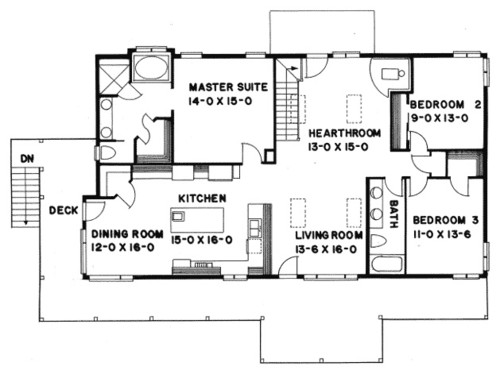 MASTER SUITE
14-0 X 15-0
BEDROOM 2
9-0 X 13-0
HEARTHROOM
13-0 X 15-0
DN
DECK
KITCHEN
15-0 X 16-0
DINING ROOM
12-0 X 16-0
LIVING ROOM
13-6 X 16-0
BATH
BEDROOM 3
11-0 X 13-6